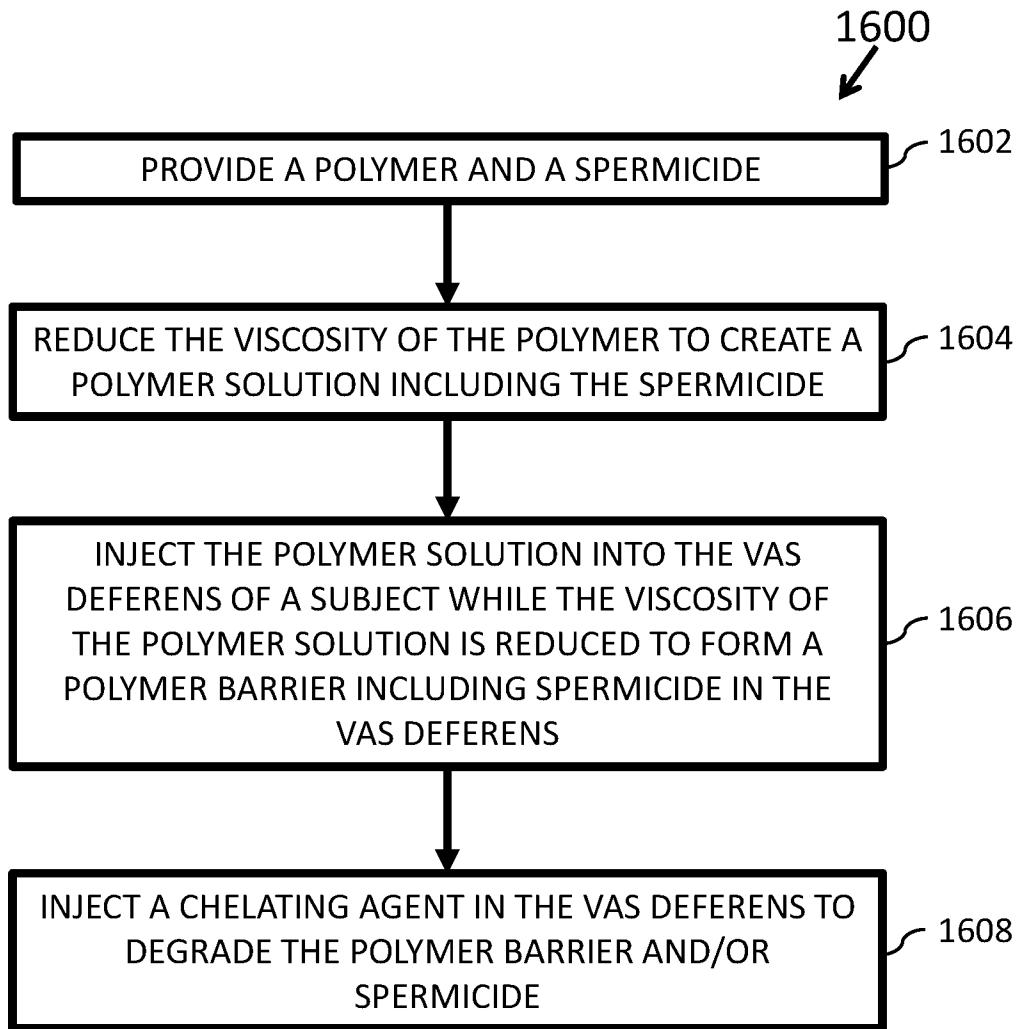 1600
PROVIDE A POLYMER AND A SPERMICIDE
1602
REDUCE THE VISCOSITY OF THE POLYMER TO CREATE A
POLYMER SOLUTION INCLUDING THE SPERMICIDE
1604
INJECT THE POLYMER SOLUTION INTO THE VAS
DEFERENS OF A SUBJECT WHILE THE VISCOSITY OF
THE POLYMER SOLUTION IS REDUCED TO FORM A
POLYMER BARRIER INCLUDING SPERMICIDE IN THE
VAS DEFERENS
1606
INJECT A CHELATING AGENT IN THE VAS DEFERENS TO
DEGRADE THE POLYMER BARRIER AND/OR
SPERMICIDE
1608